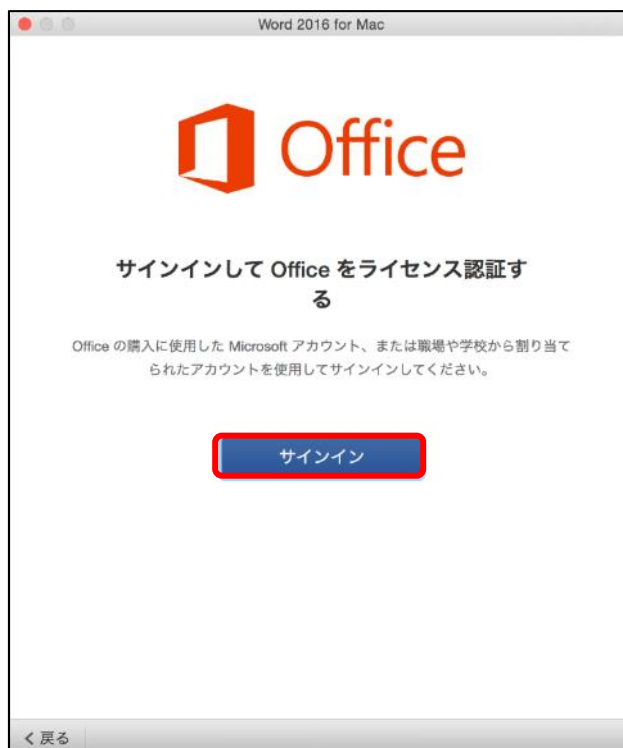 Word 2016 for Mac
Office
サインインして Office をライセンス認証す
る
Office の購入に使用した Microsoft アカウント、または職場や学校から割り当て
られたアカウントを使用してサインインしてください。
サインイン
< 戻る